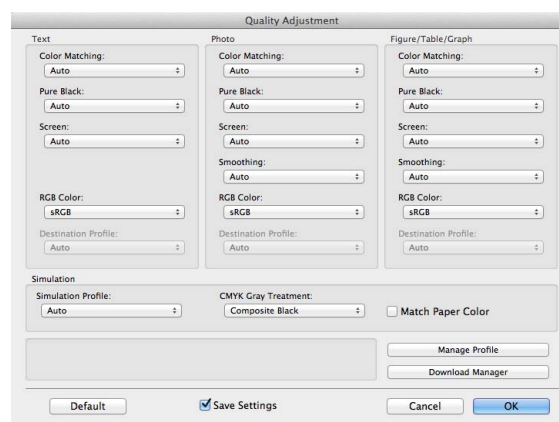 Quality Adjustment
Text
Color Matching:
Auto
Pure Black:
Auto
Screen:
Auto
RGB Color:
sRGB
Destination Profile:
Auto
Photo
Color Matching:
Auto
Pure Black:
Auto
Screen:
Auto
Smoothing:
Auto
RGB Color:
sRGB
Destination Profile:
Auto
Figure/Table/Graph
Color Matching:
Auto
Pure Black:
Auto
Screen:
Auto
Smoothing:
Auto
RGB Color:
sRGB
Destination Profile:
Auto
Simulation
Simulation Profile:
Auto
CMYK Gray Treatment:
Composite Black
Match Paper Color
Manage Profile
Download Manager
Default
Save Settings
Cancel
OK